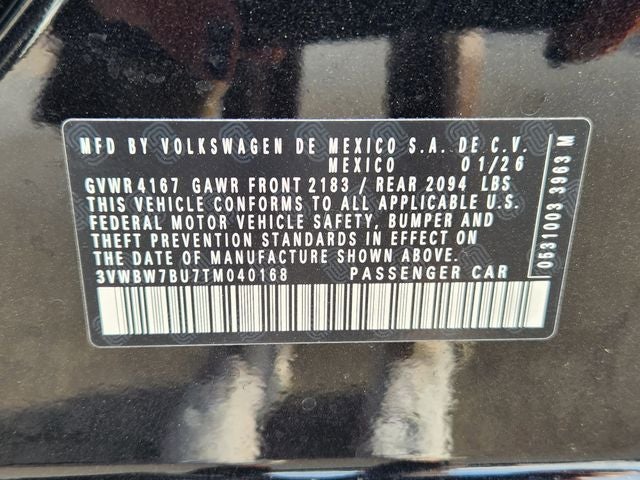 MFD BY VOLKSWAGEN DE MEXICO S.A. DE C.V.
MEXICO 01/26
GVWR 4167 GAWR FRONT 2183 / REAR 2094 LBS
THIS VEHICLE CONFORMS TO ALL APPLICABLE U.S.
FEDERAL MOTOR VEHICLE SAFETY, BUMPER AND
THEFT PREVENTION STANDARDS IN EFFECT ON
THE DATE OF MANUFACTURE SHOWN ABOVE.
3VWBW7BU7TM040168 PASSENGER CAR
0531003 3963 M